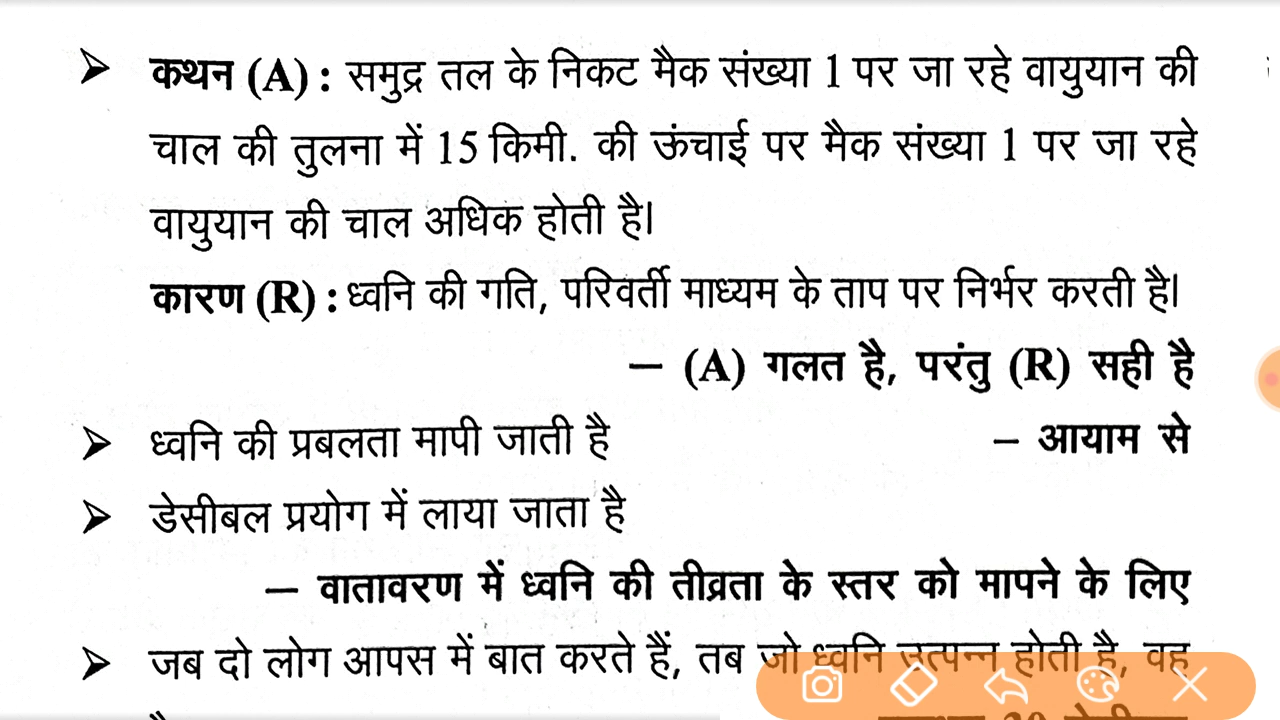 ➢ कथन (A) : समुद्र तल के निकट मैक संख्या 1 पर जा रहे वायुयान की
चाल की तुलना में 15 किमी. की ऊंचाई पर मैक संख्या 1 पर जा रहे
वायुयान की चाल अधिक होती है।
कारण (R) : ध्वनि की गति, परिवर्ती माध्यम के ताप पर निर्भर करती है।
– (A) गलत है, परंतु (R) सही है
➢ ध्वनि की प्रबलता मापी जाती है – आयाम से
➢ डेसीबल प्रयोग में लाया जाता है
– वातावरण में ध्वनि की तीव्रता के स्तर को मापने के लिए
➢ जब दो लोग आपस में बात करते हैं, तब जो ध्वनि उत्पन्न होती है, वह